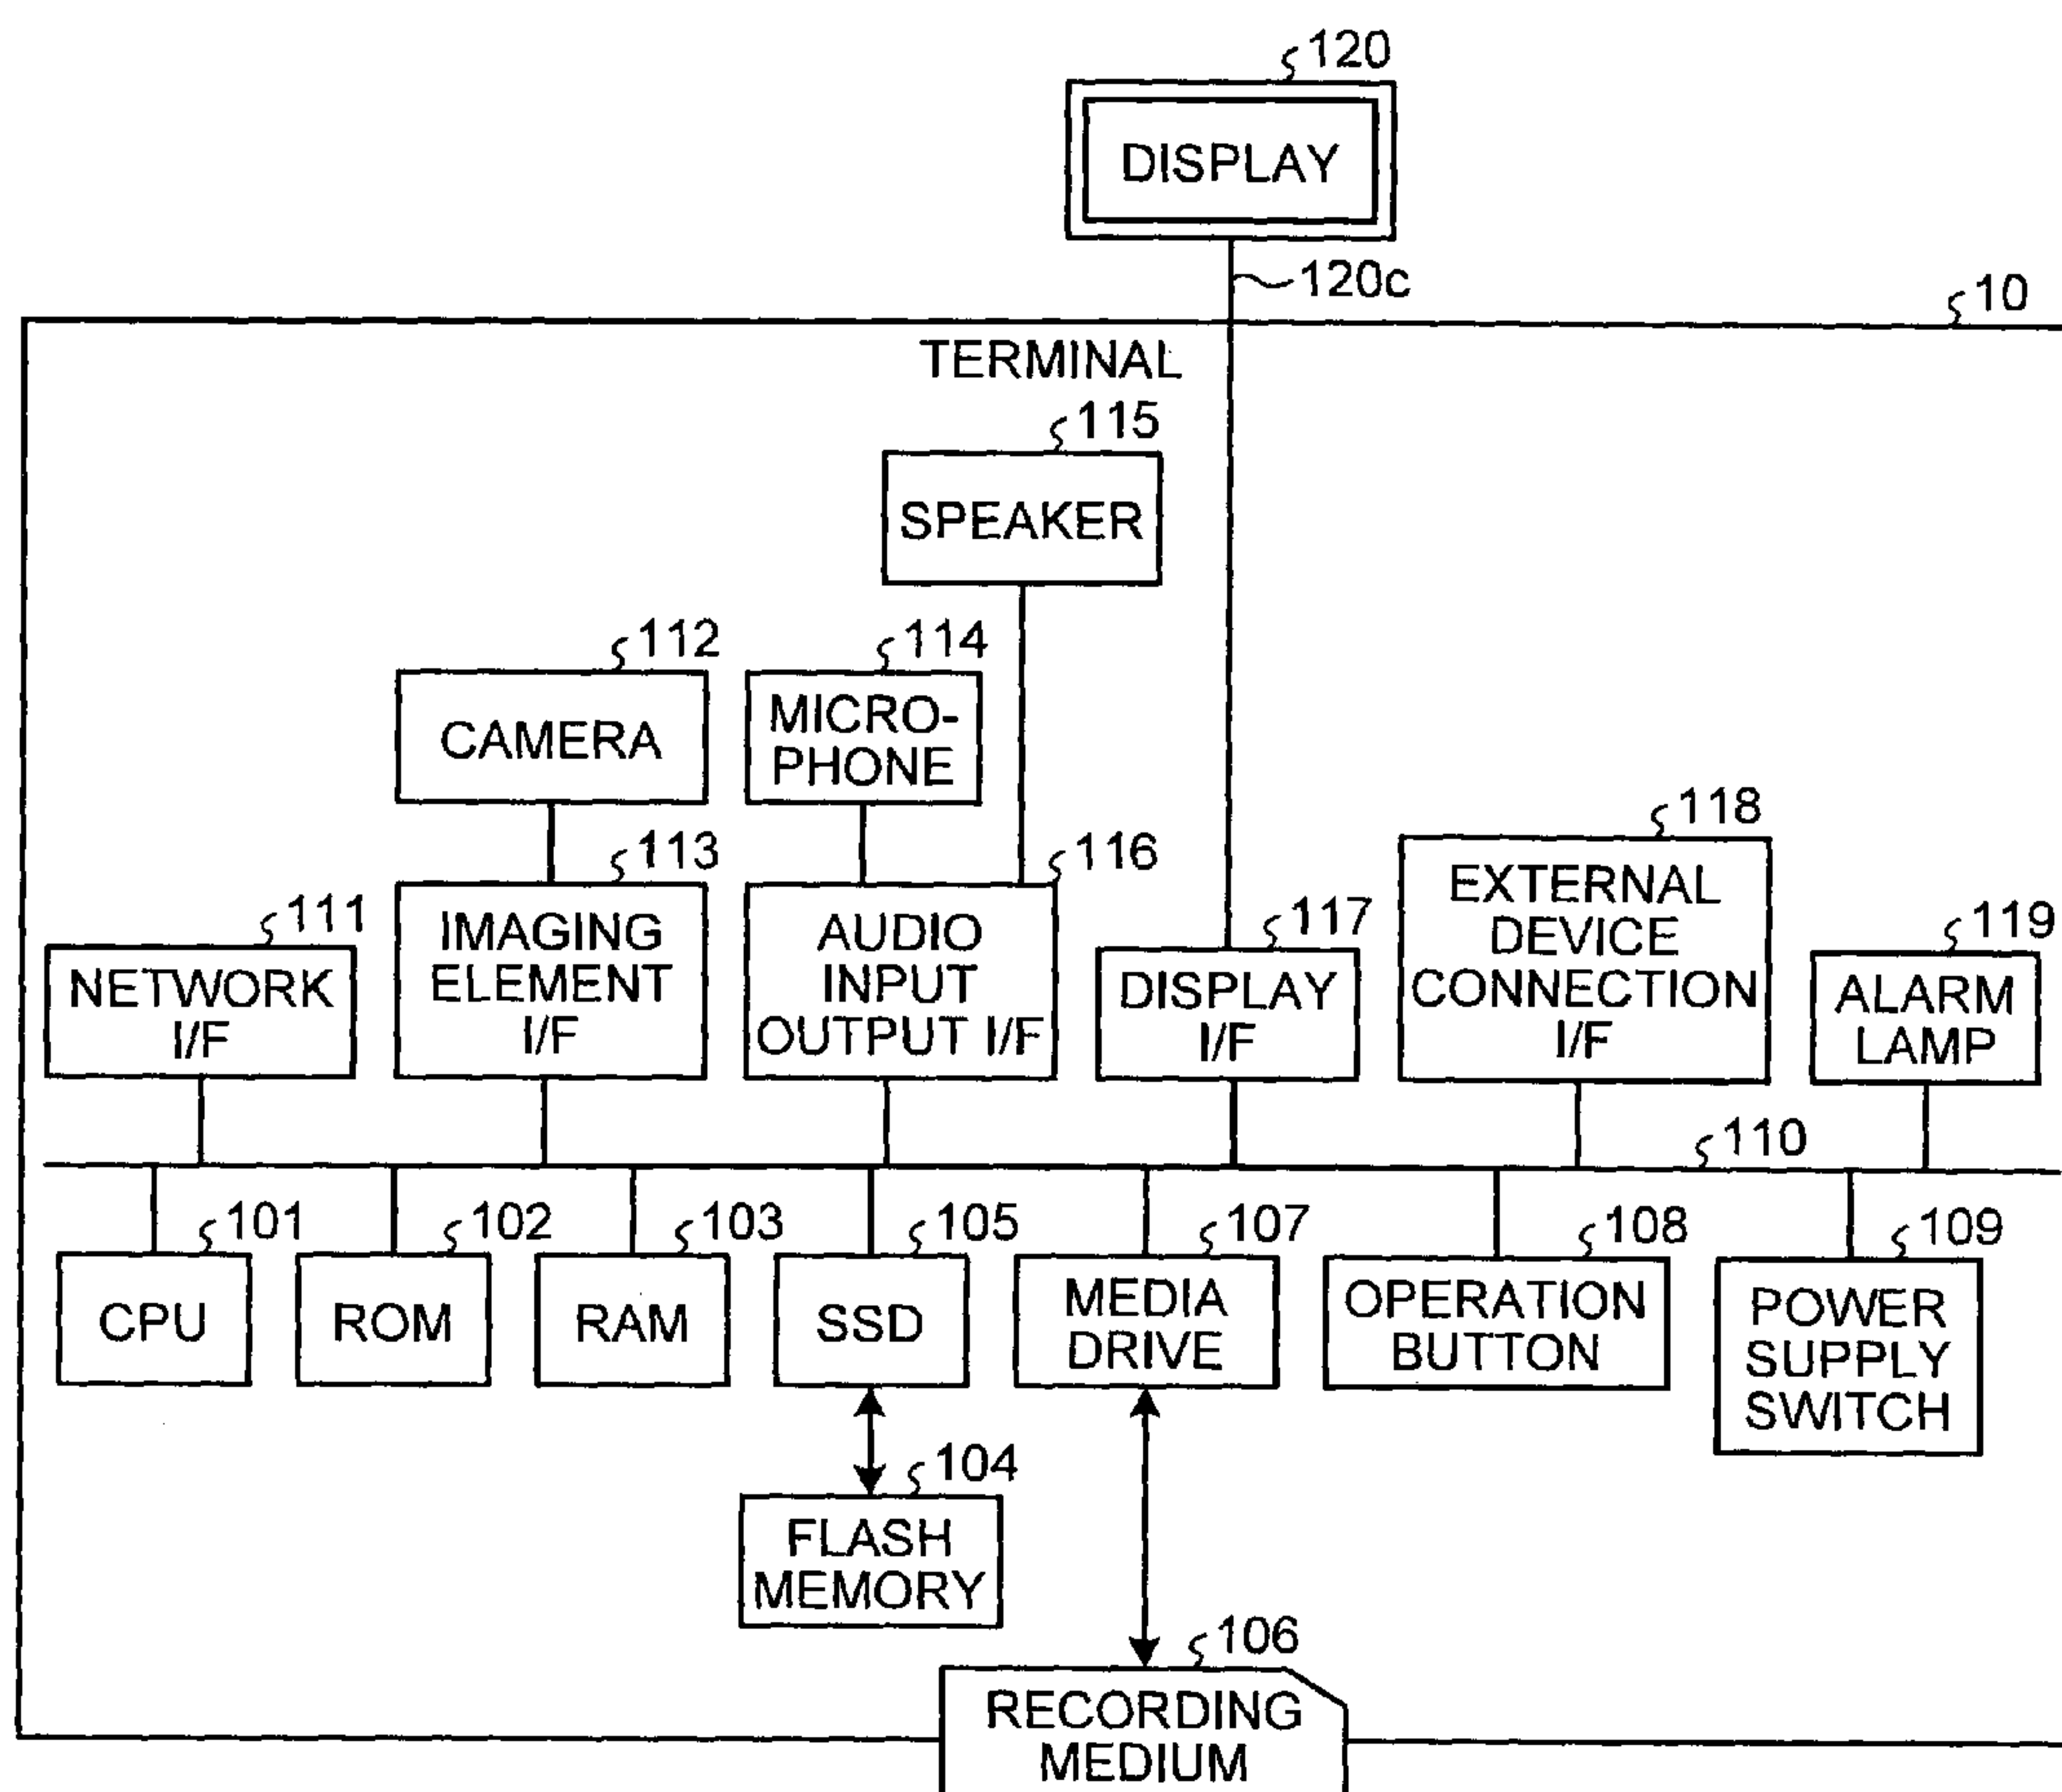 120
DISPLAY
120c
10
TERMINAL
115
SPEAKER
112
CAMERA
114
MICRO-
PHONE
118
EXTERNAL
DEVICE
CONNECTION
I/F
113
IMAGING
ELEMENT
I/F
116
AUDIO
INPUT
OUTPUT I/F
111
NETWORK
I/F
117
DISPLAY
I/F
119
ALARM
LAMP
110
101
CPU
102
ROM
103
RAM
105
SSD
107
MEDIA
DRIVE
108
OPERATION
BUTTON
109
POWER
SUPPLY
SWITCH
104
FLASH
MEMORY
106
RECORDING
MEDIUM